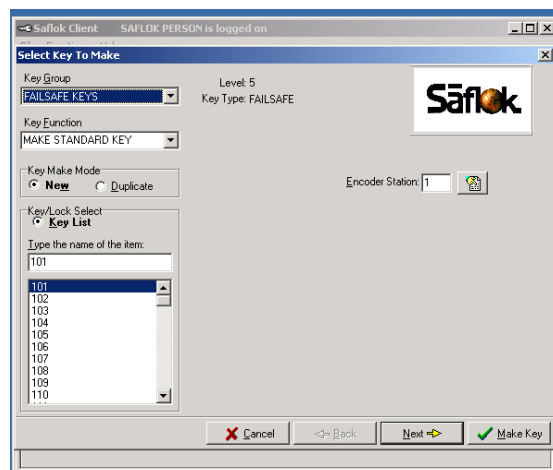 Saflok Client SAFLOK PERSON is logged on
Select Key To Make
Key Group
FAILSAFE KEYS
Level: 5
Key Type: FAILSAFE
Säflok.
Key Function
MAKE STANDARD KEY
Key Make Mode
New
Duplicate
Encoder Station: 1
Key/Lock Select
Key List
Type the name of the item:
101
101
102
103
104
105
106
107
108
109
110
Cancel
Back
Next
Make Key